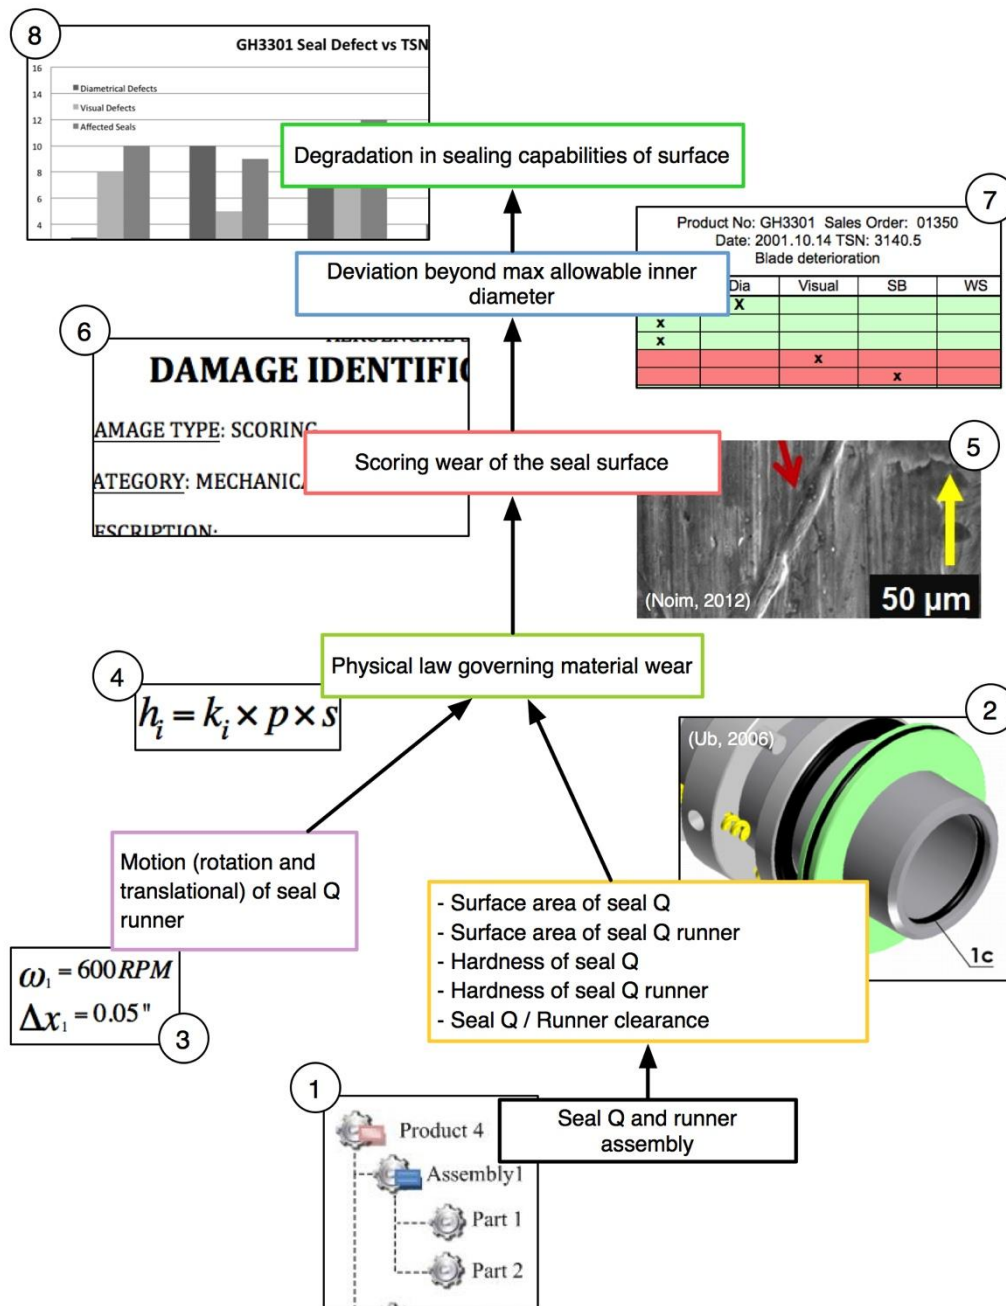 8
GH3301 Seal Defect vs TSN
16
14
12
10
8
6
4
Diametrical Defects
Visual Defects
Affected Seals
Degradation in sealing capabilities of surface
7
Product No: GH3301 Sales Order: 01350
Date: 2001.10.14 TSN: 3140.5
Blade deterioration
Dia Visual SB WS
X
x
x
x
x
Deviation beyond max allowable inner
diameter
6
DAMAGE IDENTIFI
AMAGE TYPE: SCORING
ATEGORY: MECHANICA
ESCRIPTION:
Scoring wear of the seal surface
5
(Noim, 2012)
50 µm
Physical law governing material wear
4
hᵢ = kᵢ × p × s
2
(Ub, 2006)
1c
Motion (rotation and
translational) of seal Q
runner
- Surface area of seal Q
- Surface area of seal Q runner
- Hardness of seal Q
- Hardness of seal Q runner
- Seal Q / Runner clearance
ω₁ = 600 RPM
Δx₁ = 0.05"
3
1
Product 4
Assembly1
Part 1
Part 2
Seal Q and runner
assembly